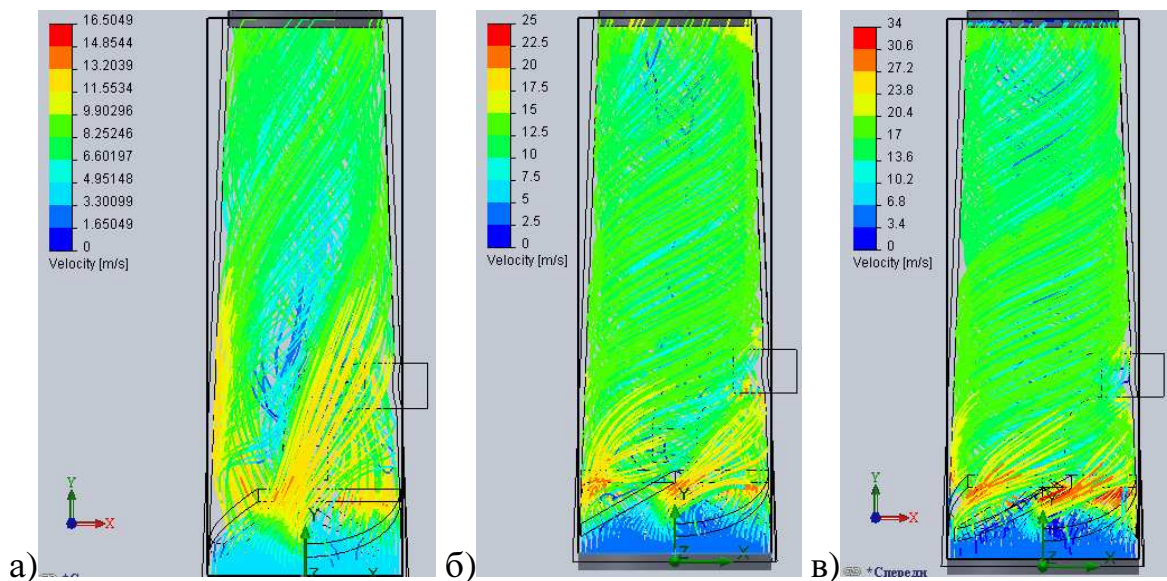 16.5049
14.8544
13.2039
11.5534
9.90296
8.25246
6.60197
4.95148
3.30099
1.65049
0
Velocity [m/s]
Y
X
Y
Z
X
а)
*С
25
22.5
20
17.5
15
12.5
10
7.5
5
2.5
0
Velocity [m/s]
Y
Z
X
б)
34
30.6
27.2
23.8
20.4
17
13.6
10.2
6.8
3.4
0
Velocity [m/s]
Y
X
Y
Z
X
в)
*Спереди